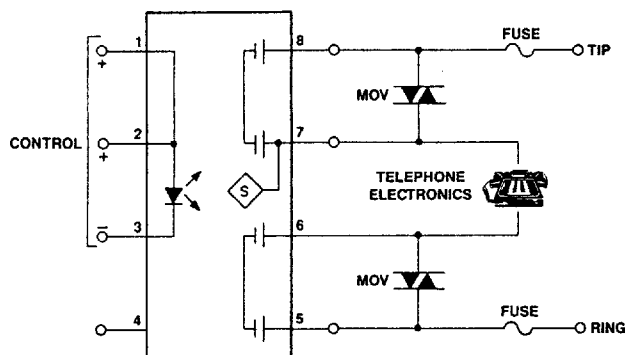 1
+
CONTROL
2
+
3
–
4
S
8
7
6
5
MOV
FUSE
TIP
TELEPHONE
ELECTRONICS
MOV
FUSE
RING